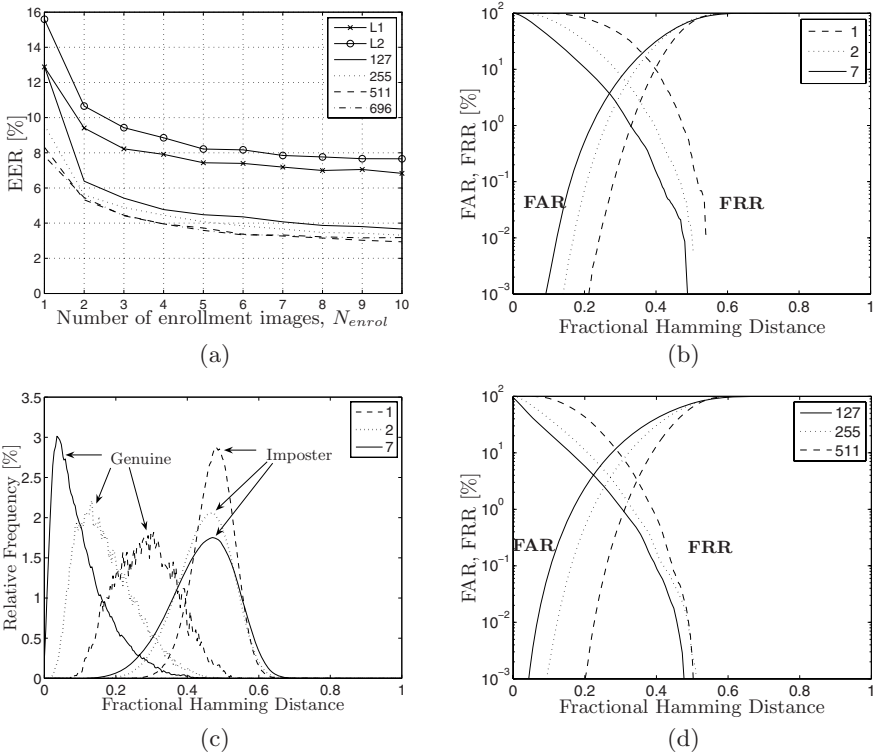 16
14
12
10
8
6
4
2
0
EER [%]
L1
L2
127
255
511
696
1 2 3 4 5 6 7 8 9 10
Number of enrollment images, N_enrol
(a)
10^2
10^1
10^0
10^-1
10^-2
10^-3
FAR, FRR [%]
1
2
7
FAR
FRR
0 0.2 0.4 0.6 0.8 1
Fractional Hamming Distance
(b)
3.5
3
2.5
2
1.5
1
0.5
0
Relative Frequency [%]
1
2
7
Genuine
Imposter
0 0.2 0.4 0.6 0.8 1
Fractional Hamming Distance
(c)
10^2
10^1
10^0
10^-1
10^-2
10^-3
FAR, FRR [%]
127
255
511
FAR
FRR
0 0.2 0.4 0.6 0.8 1
Fractional Hamming Distance
(d)